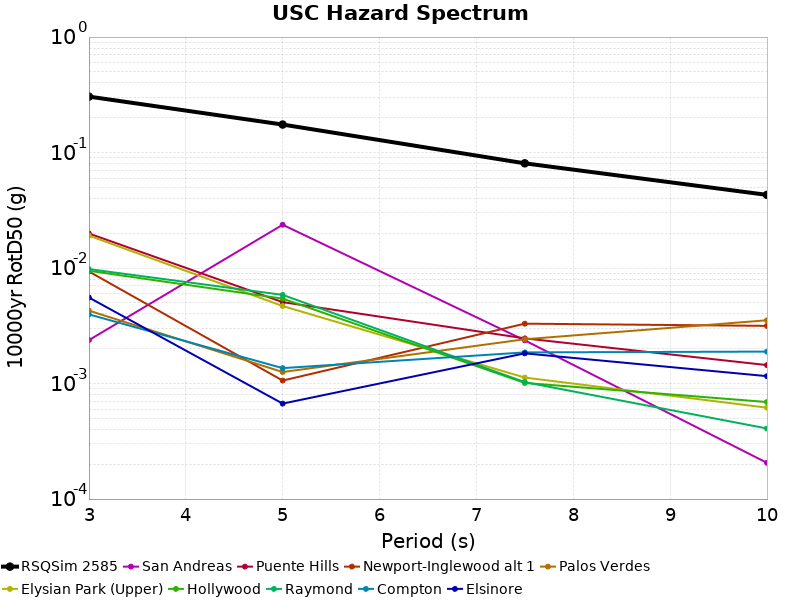 USC Hazard Spectrum
10000yr RotD50 (g)
10^0
10^-1
10^-2
10^-3
10^-4
3 4 5 6 7 8 9 10
Period (s)
RSQSim 2585 San Andreas Puente Hills Newport-Inglewood alt 1 Palos Verdes
Elysian Park (Upper) Hollywood Raymond Compton Elsinore